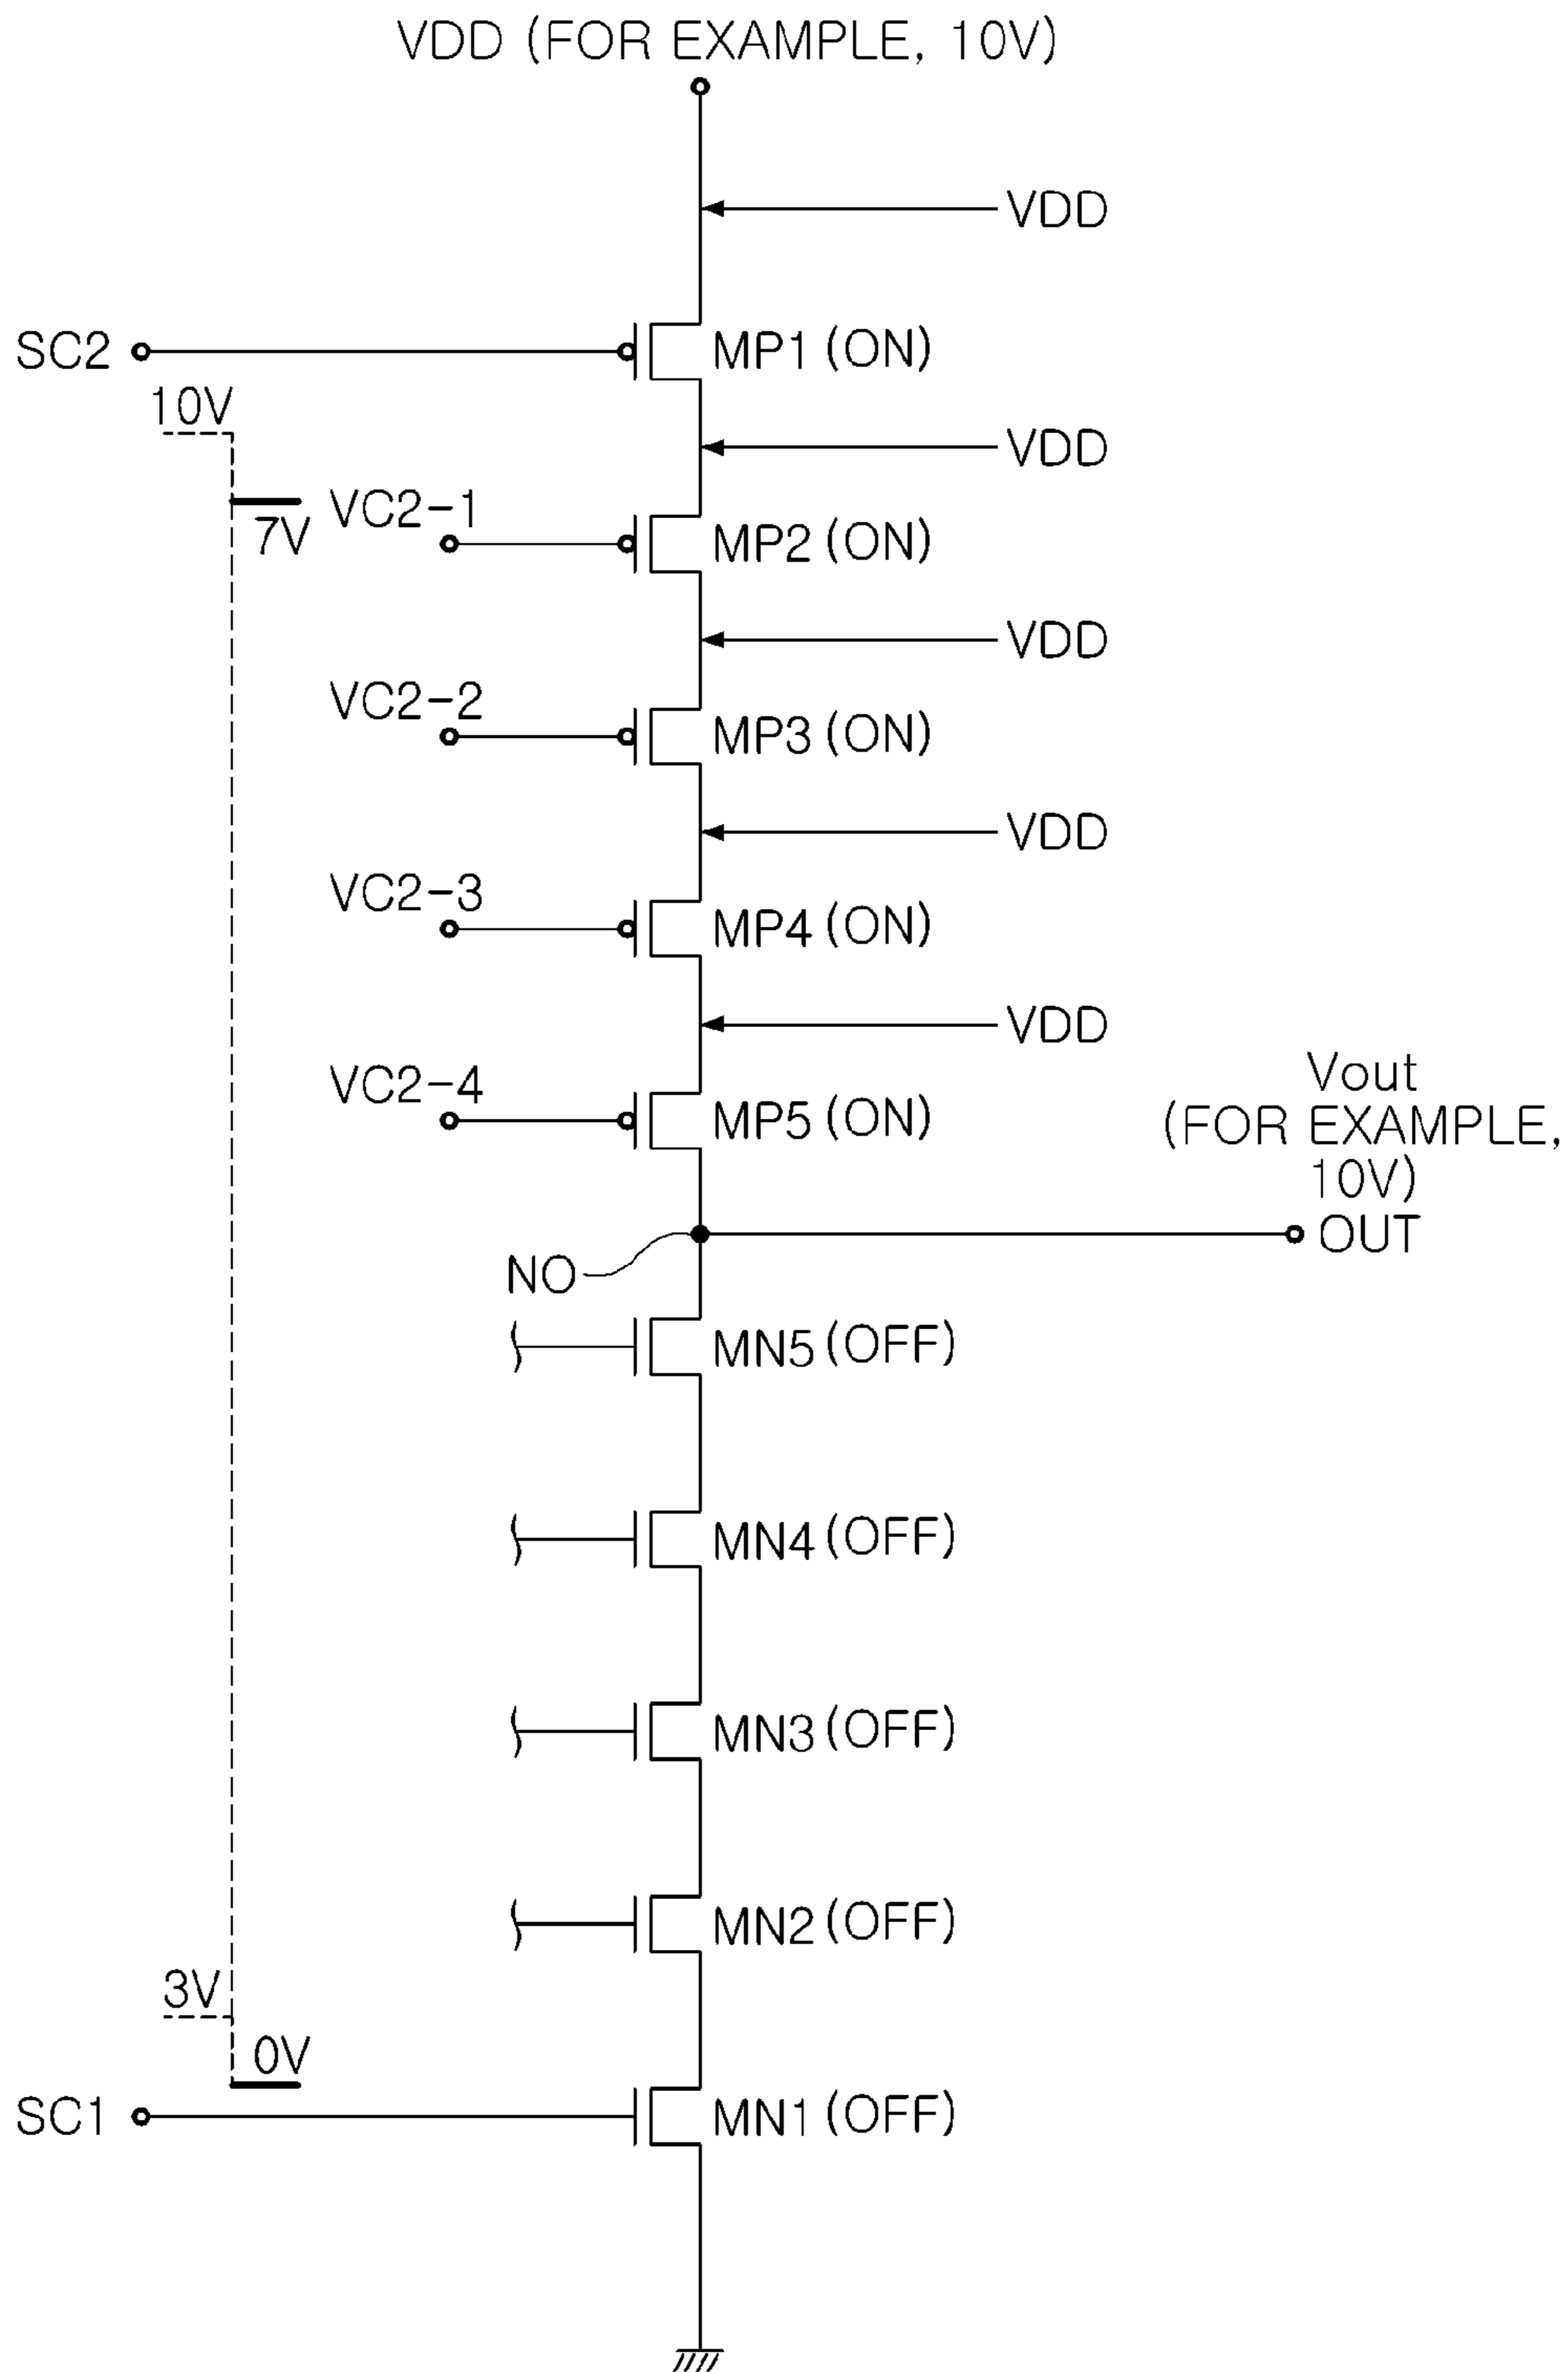 VDD (FOR EXAMPLE, 10V)
VDD
SC2
MP1 (ON)
10V
VDD
7V
VC2-1
MP2 (ON)
VDD
VC2-2
MP3 (ON)
VDD
VC2-3
MP4 (ON)
VDD
VC2-4
MP5 (ON)
Vout
(FOR EXAMPLE,
10V)
OUT
NO
MN5 (OFF)
MN4 (OFF)
MN3 (OFF)
MN2 (OFF)
3V
0V
SC1
MN1 (OFF)